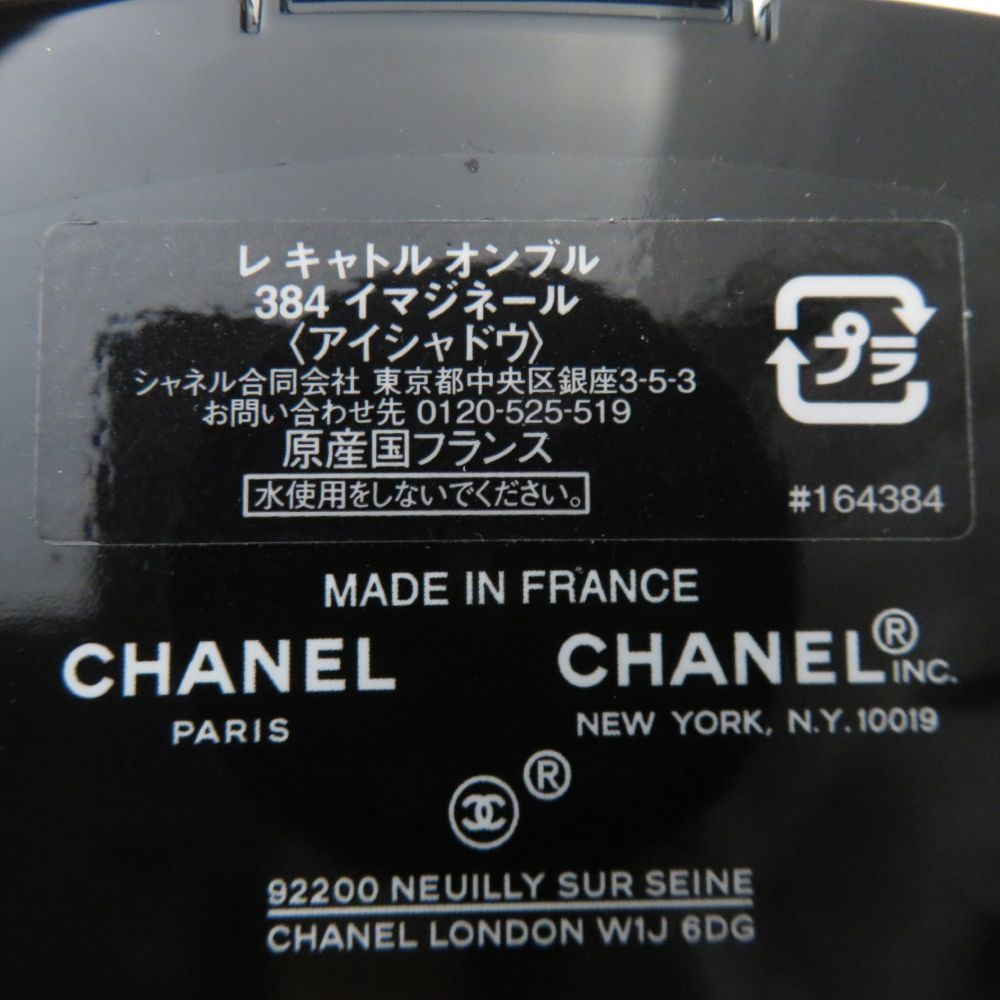 レ キャトル オンブル
384 イマジネール
〈アイシャドウ〉
シャネル合同会社 東京都中央区銀座3-5-3
お問い合わせ先 0120-525-519
原産国フランス
水使用をしないでください。
プラ
#164384
MADE IN FRANCE
CHANEL
PARIS
CHANEL® INC.
NEW YORK, N.Y. 10019
®
92200 NEUILLY SUR SEINE
CHANEL LONDON W1J 6DG